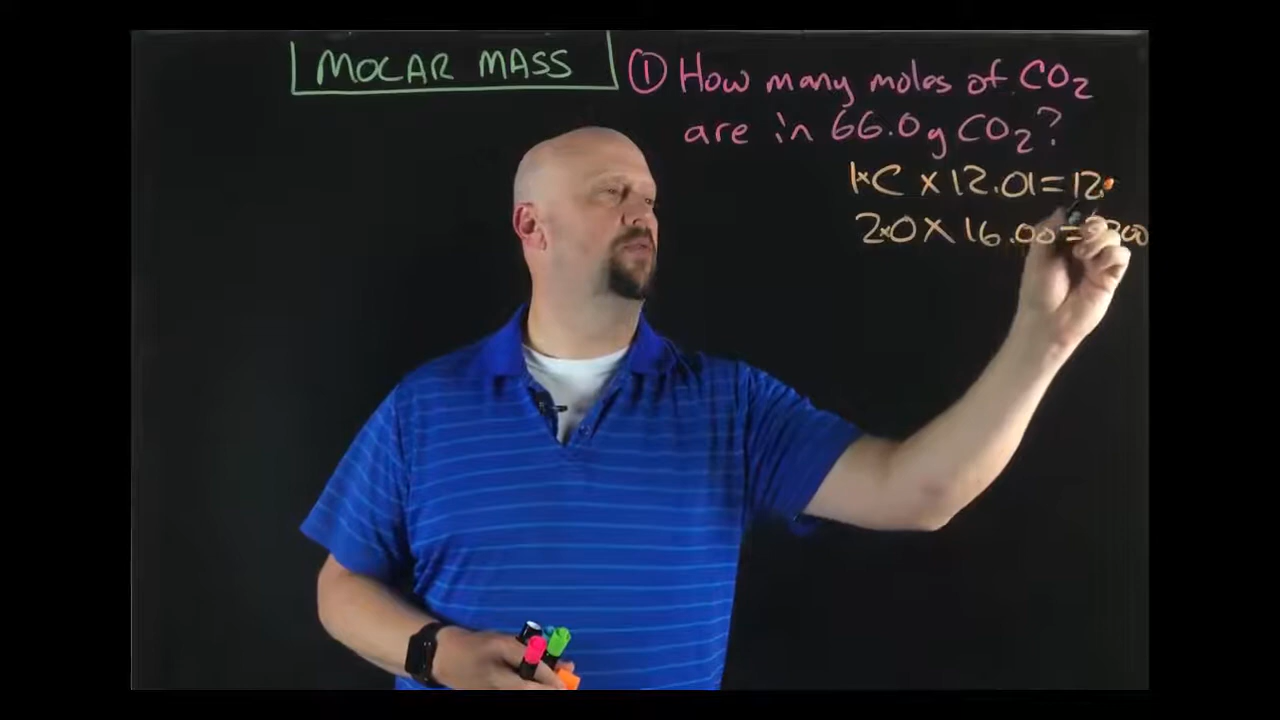 MOLAR MASS
① How many moles of CO₂
are in 66.0g CO₂?
1×C × 12.01 = 12.
2×O × 16.00 =